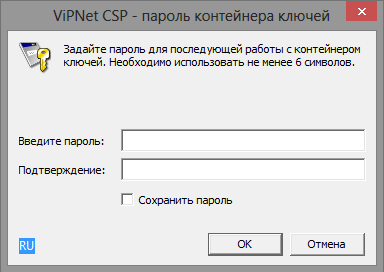 ViPNet CSP - пароль контейнера ключей
Задайте пароль для последующей работы с контейнером
ключей. Необходимо использовать не менее 6 символов.
Введите пароль:
Подтверждение:
Сохранить пароль
RU
OK
Отмена